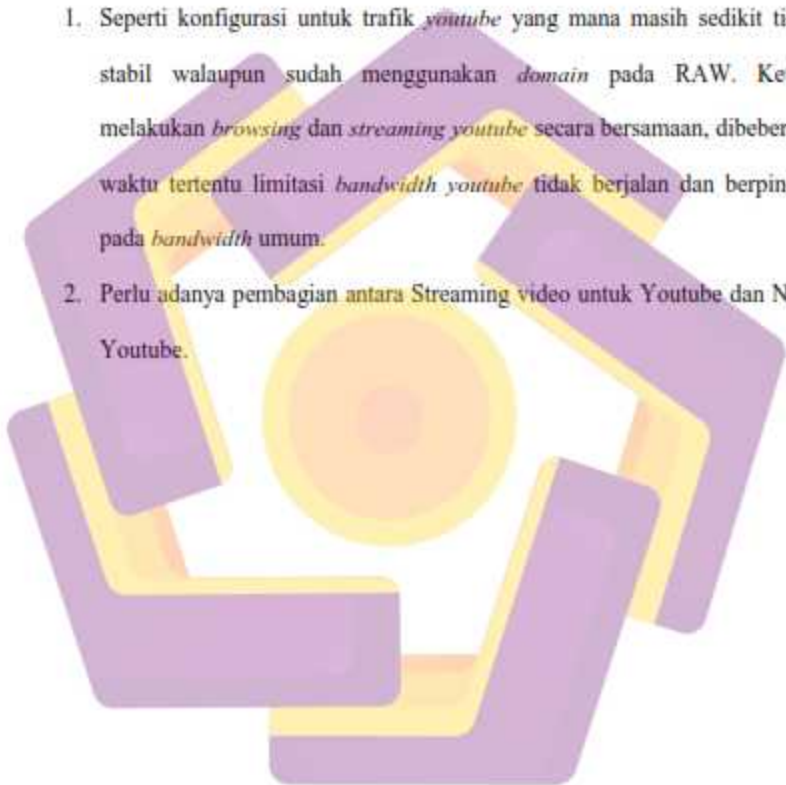 1. Seperti konfigurasi untuk trafik youtube yang mana masih sedikit ti
stabil walaupun sudah menggunakan domain pada RAW. Ke
melakukan browsing dan streaming youtube secara bersamaan, dibeber
waktu tertentu limitasi bandwidth youtube tidak berjalan dan berpin
pada bandwidth umum.
2. Perlu adanya pembagian antara Streaming video untuk Youtube dan N
Youtube.